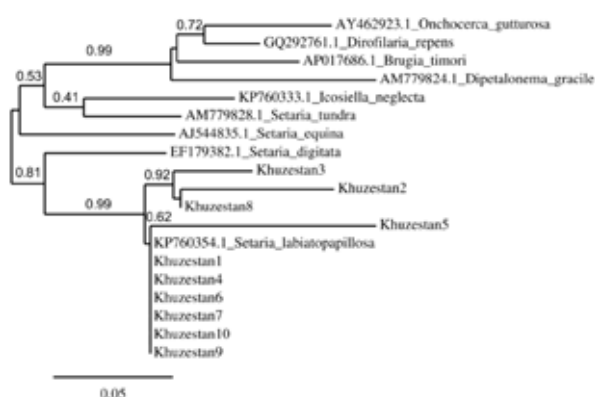 0.72
AY462923.1_Onchocerca_gutturosa
GQ292761.1_Dirofilaria_repens
0.99
AP017686.1_Brugia_timori
0.53
AM779824.1_Dipetalonema_gracile
0.41
KP760333.1_Icosiella_neglecta
AM779828.1_Setaria_tundra
AJ544835.1_Setaria_equina
EF179382.1_Setaria_digitata
0.81
0.92
Khuzestan3
Khuzestan2
0.99
Khuzestan8
0.62
Khuzestan5
KP760354.1_Setaria_labiatopapillosa
Khuzestan1
Khuzestan4
Khuzestan6
Khuzestan7
Khuzestan10
Khuzestan9
0.05